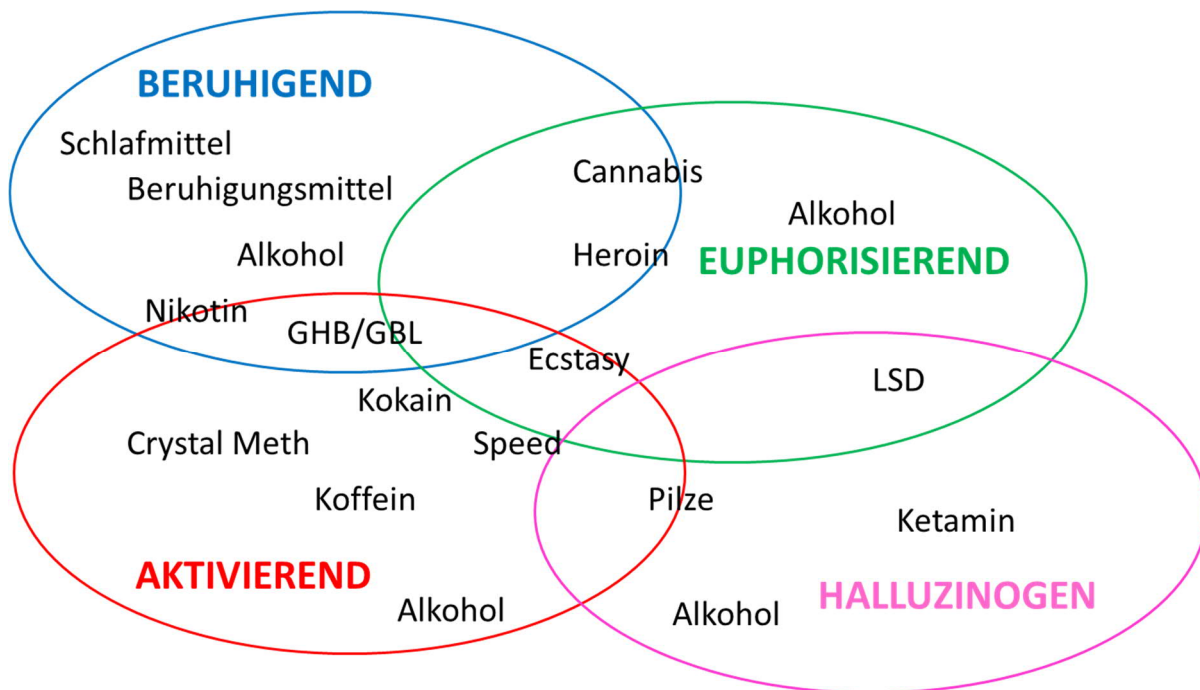 BERUHIGEND
Schlafmittel
Beruhigungsmittel
Cannabis
Alkohol
Alkohol
Heroin
EUPHORISIEREND
Nikotin
GHB/GBL
Ecstasy
LSD
Kokain
Crystal Meth
Speed
Koffein
Pilze
Ketamin
AKTIVIEREND
HALLUZINOGEN
Alkohol
Alkohol